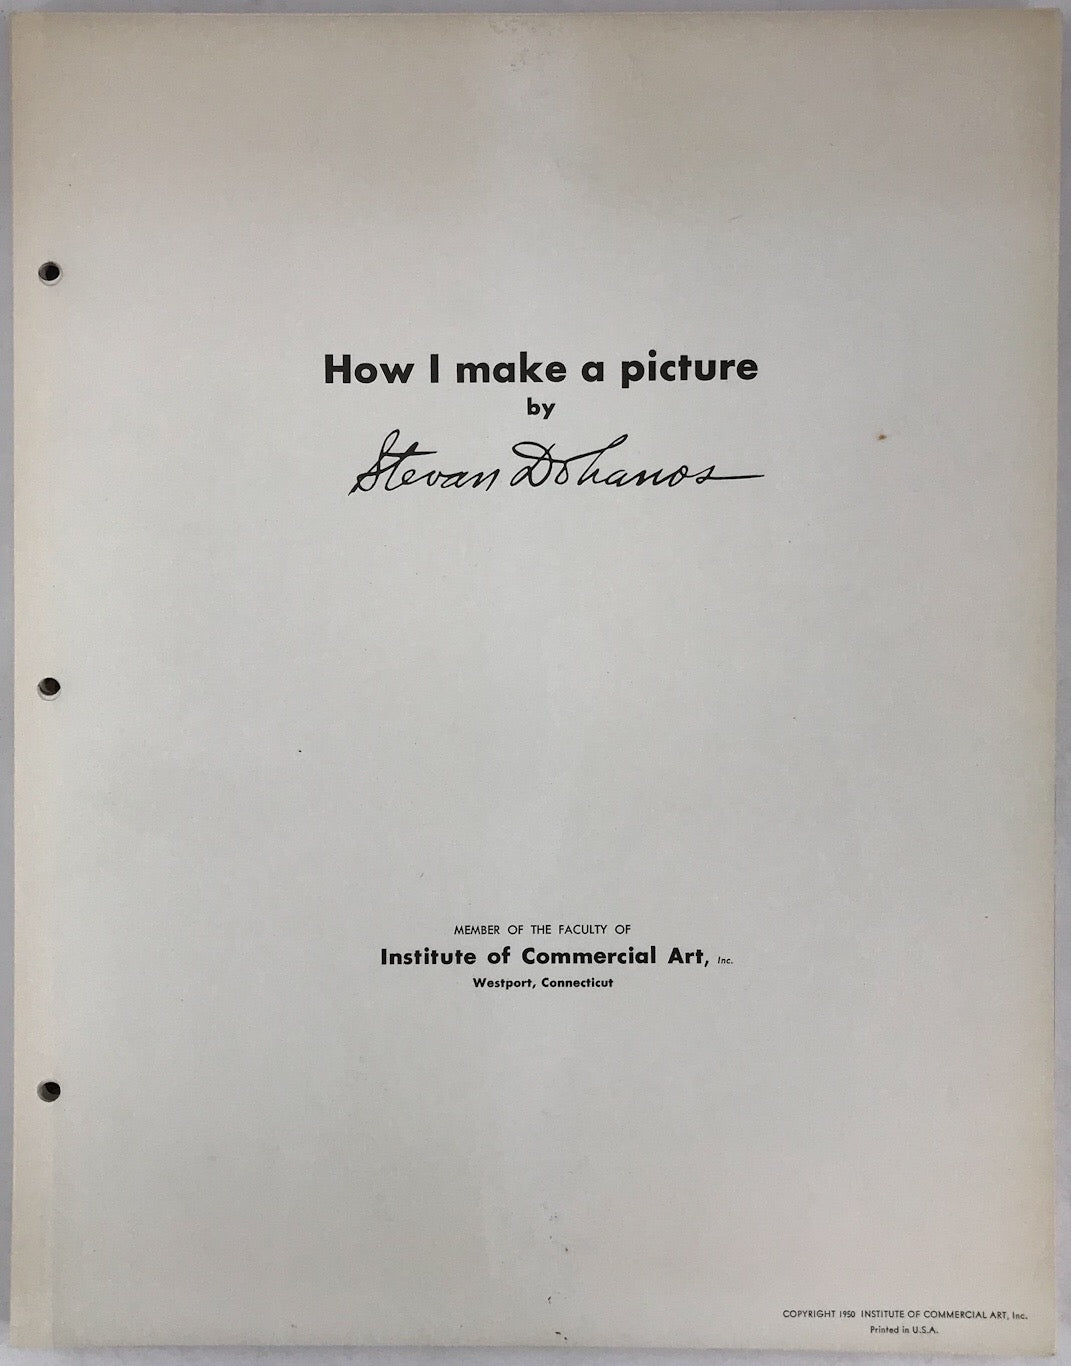 How I make a picture
by
Stevan Dohanos
MEMBER OF THE FACULTY OF
Institute of Commercial Art, Inc.
Westport, Connecticut
COPYRIGHT 1950 INSTITUTE OF COMMERCIAL ART, Inc.
Printed in U.S.A.